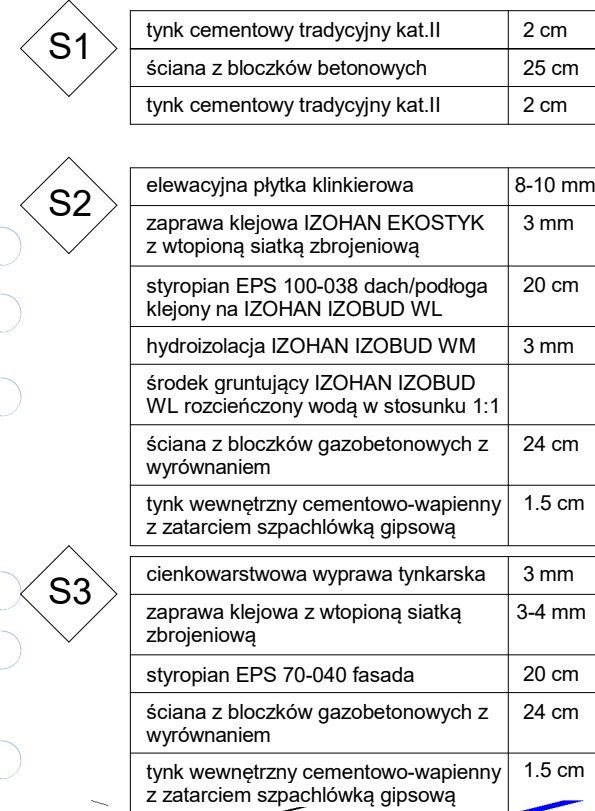 S1
tynk cementowy tradycyjny kat.II 2 cm
ściana z bloczków betonowych 25 cm
tynk cementowy tradycyjny kat.II 2 cm
S2
elewacyjna płytka klinkierowa 8-10 mm
zaprawa klejowa IZOHAN EKOSTYK 3 mm
z wtopioną siatką zbrojeniową
styropian EPS 100-038 dach/podłoga 20 cm
klejony na IZOHAN IZOBUD WL
hydroizolacja IZOHAN IZOBUD WM 3 mm
środek gruntujący IZOHAN IZOBUD
WL rozcieńczony wodą w stosunku 1:1
ściana z bloczków gazobetonowych z 24 cm
wyrównaniem
tynk wewnętrzny cementowo-wapienny 1.5 cm
z zatarciem szpachlówką gipsową
S3
cienkowarstwowa wyprawa tynkarska 3 mm
zaprawa klejowa z wtopioną siatką 3-4 mm
zbrojeniową
styropian EPS 70-040 fasada 20 cm
ściana z bloczków gazobetonowych z 24 cm
wyrównaniem
tynk wewnętrzny cementowo-wapienny 1.5 cm
z zatarciem szpachlówką gipsową